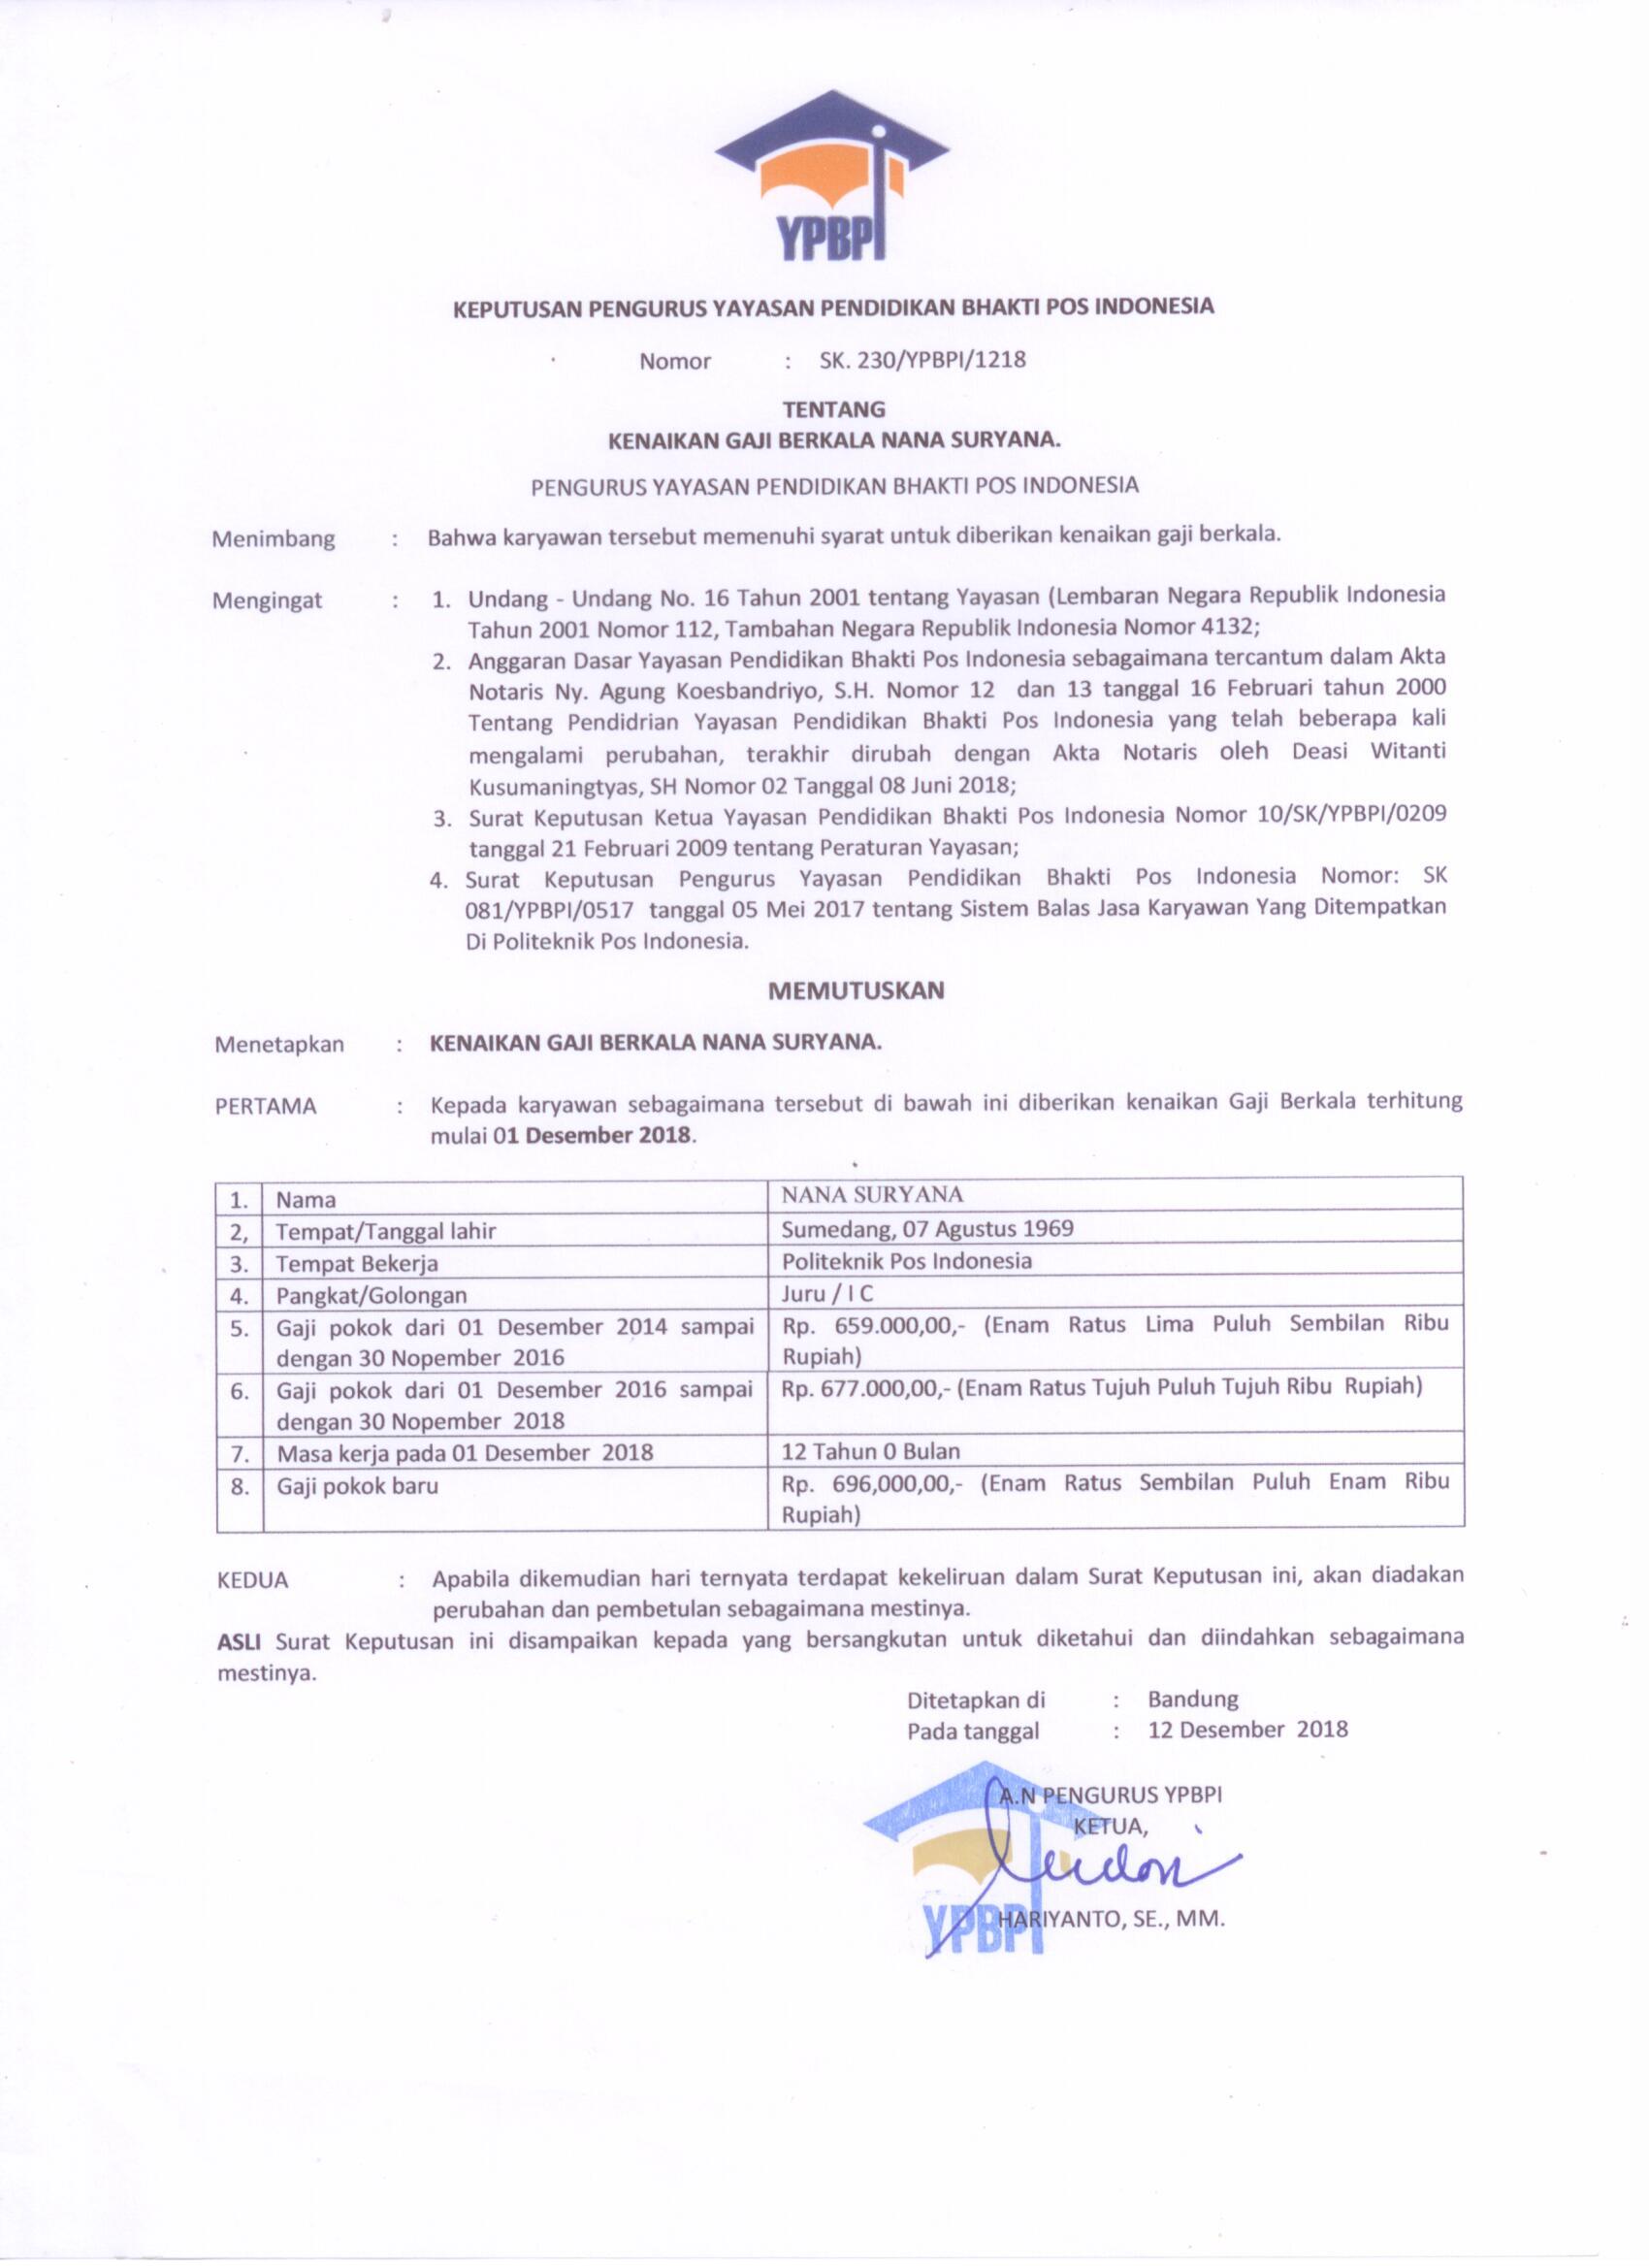 YPBPI
KEPUTUSAN PENGURUS YAYASAN PENDIDIKAN BHAKTI POS INDONESIA
Nomor : SK. 230/YPBPI/1218
TENTANG
KENAIKAN GAJI BERKALA NANA SURYANA.
PENGURUS YAYASAN PENDIDIKAN BHAKTI POS INDONESIA
Menimbang : Bahwa karyawan tersebut memenuhi syarat untuk diberikan kenaikan gaji berkala.
Mengingat : 1. Undang - Undang No. 16 Tahun 2001 tentang Yayasan (Lembaran Negara Republik Indonesia
Tahun 2001 Nomor 112, Tambahan Negara Republik Indonesia Nomor 4132;
2. Anggaran Dasar Yayasan Pendidikan Bhakti Pos Indonesia sebagaimana tercantum dalam Akta
Notaris Ny. Agung Koesbandriyo, S.H. Nomor 12 dan 13 tanggal 16 Februari tahun 2000
Tentang Pendidrian Yayasan Pendidikan Bhakti Pos Indonesia yang telah beberapa kali
mengalami perubahan, terakhir dirubah dengan Akta Notaris oleh Deasi Witanti
Kusumaningtyas, SH Nomor 02 Tanggal 08 Juni 2018;
3. Surat Keputusan Ketua Yayasan Pendidikan Bhakti Pos Indonesia Nomor 10/SK/YPBPI/0209
tanggal 21 Februari 2009 tentang Peraturan Yayasan;
4. Surat Keputusan Pengurus Yayasan Pendidikan Bhakti Pos Indonesia Nomor: SK
081/YPBPI/0517 tanggal 05 Mei 2017 tentang Sistem Balas Jasa Karyawan Yang Ditempatkan
Di Politeknik Pos Indonesia.
MEMUTUSKAN
Menetapkan : KENAIKAN GAJI BERKALA NANA SURYANA.
PERTAMA : Kepada karyawan sebagaimana tersebut di bawah ini diberikan kenaikan Gaji Berkala terhitung
mulai 01 Desember 2018.
1. Nama NANA SURYANA
2, Tempat/Tanggal lahir Sumedang, 07 Agustus 1969
3. Tempat Bekerja Politeknik Pos Indonesia
4. Pangkat/Golongan Juru / I C
5. Gaji pokok dari 01 Desember 2014 sampai Rp. 659.000,00,- (Enam Ratus Lima Puluh Sembilan Ribu
dengan 30 Nopember 2016 Rupiah)
6. Gaji pokok dari 01 Desember 2016 sampai Rp. 677.000,00,- (Enam Ratus Tujuh Puluh Tujuh Ribu Rupiah)
dengan 30 Nopember 2018
7. Masa kerja pada 01 Desember 2018 12 Tahun 0 Bulan
8. Gaji pokok baru Rp. 696,000,00,- (Enam Ratus Sembilan Puluh Enam Ribu
Rupiah)
KEDUA : Apabila dikemudian hari ternyata terdapat kekeliruan dalam Surat Keputusan ini, akan diadakan
perubahan dan pembetulan sebagaimana mestinya.
ASLI Surat Keputusan ini disampaikan kepada yang bersangkutan untuk diketahui dan diindahkan sebagaimana
mestinya.
Ditetapkan di : Bandung
Pada tanggal : 12 Desember 2018
A.N PENGURUS YPBPI
KETUA,
YPBPI
HARIYANTO, SE., MM.